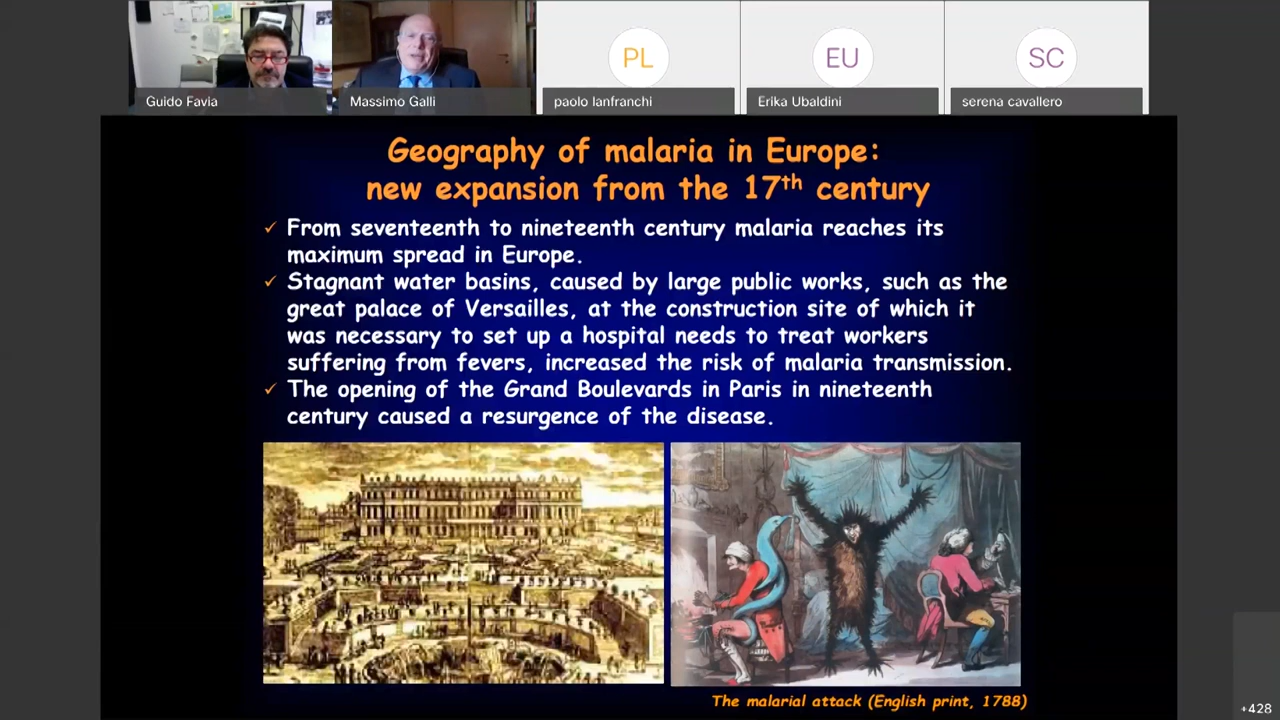 PL
EU
SC
Guido Favia
Massimo Galli
paolo lanfranchi
Erika Ubaldini
serena cavallero
Geography of malaria in Europe:
new expansion from the 17th century
✓ From seventeenth to nineteenth century malaria reaches its
maximum spread in Europe.
✓ Stagnant water basins, caused by large public works, such as the
great palace of Versailles, at the construction site of which it
was necessary to set up a hospital needs to treat workers
suffering from fevers, increased the risk of malaria transmission.
✓ The opening of the Grand Boulevards in Paris in nineteenth
century caused a resurgence of the disease.
The malarial attack (English print, 1788)
+428